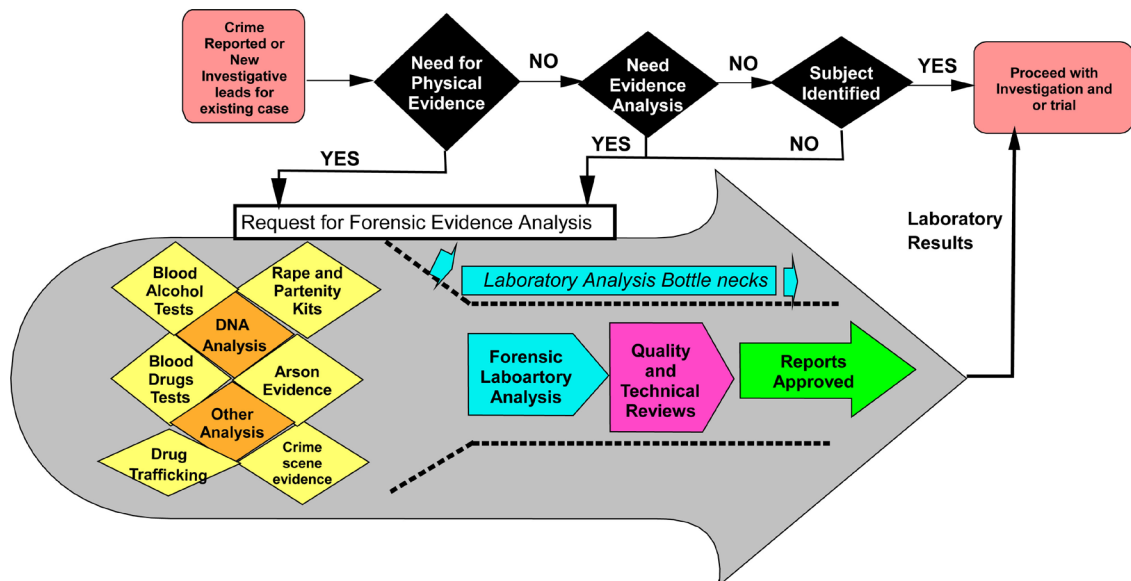 Crime
Reported or
New
Investigative
leads for
existing case
Need for
Physical
Evidence
NO
Need
Evidence
Analysis
NO
Subject
Identified
YES
Proceed with
Investigation and
or trial
YES
YES
NO
Request for Forensic Evidence Analysis
Laboratory
Results
Laboratory Analysis Bottle necks
Blood
Alcohol
Tests
Rape and
Partenity
Kits
DNA
Analysis
Blood
Drugs
Tests
Arson
Evidence
Other
Analysis
Drug
Trafficking
Crime
scene
evidence
Forensic
Laboartory
Analysis
Quality
and
Technical
Reviews
Reports
Approved